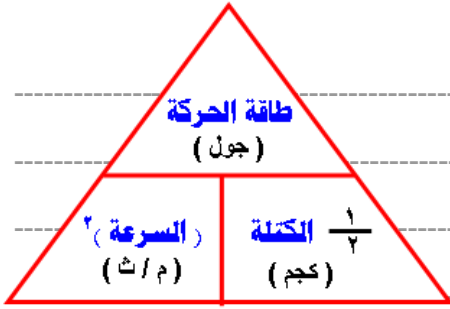 طاقة الحركة
( جول )
١/٢ الكتلة
( كجم )
( السرعة )٢
( م / ث )